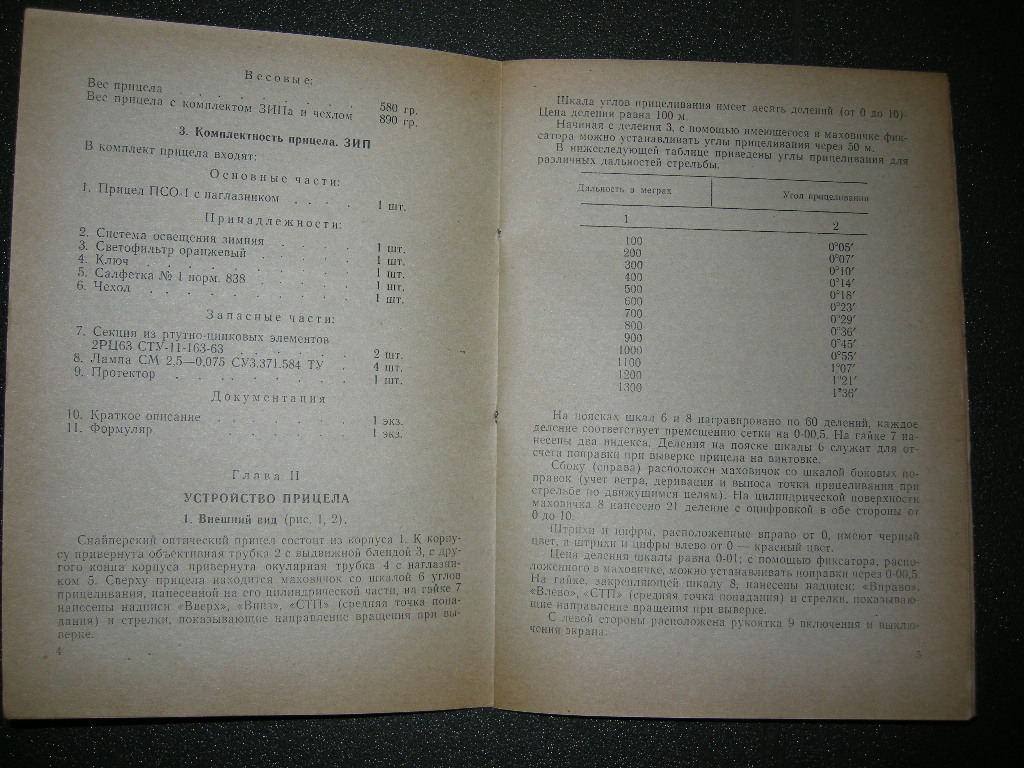 Весовые:
Вес прицела . . . . . . . . . 580 гр.
Вес прицела с комплектом ЗИПа и чехлом 890 гр.
3. Комплектность прицела. ЗИП
В комплект прицела входят:
Основные части:
1. Прицел ПСО-1 с наглазником . . . . 1 шт.
Принадлежности:
2. Система освещения зимняя . . . . 1 шт.
3. Светофильтр оранжевый . . . . . 1 шт.
4. Ключ . . . . . . . . . . 1 шт.
5. Салфетка № 1 норм. 838 . . . . . 1 шт.
6. Чехол . . . . . . . . . . 1 шт.
Запасные части:
7. Секция из ртутно-цинковых элементов
2РЦ63 СТУ-11-163-63 . . . . . . 2 шт.
8. Лампа СМ 2,5—0,075 СУ3.371.584 ТУ . 4 шт.
9. Протектор . . . . . . . . 1 шт.
Документация
10. Краткое описание . . . . . . . 1 экз.
11. Формуляр . . . . . . . . . 1 экз.
Глава II
УСТРОЙСТВО ПРИЦЕЛА
1. Внешний вид (рис. 1, 2).
Снайперский оптический прицел состоит из корпуса 1. К корпу-
су привернута объективная трубка 2 с выдвижной блендой 3, с дру-
гого конца корпуса привернута окулярная трубка 4 с наглазни-
ком 5. Сверху прицела находится маховичок со шкалой 6 углов
прицеливания, нанесенной на его цилиндрической части, на гайке 7
нанесены надписи «Вверх», «Вниз», «СТП» (средняя точка попа-
дания) и стрелки, показывающие направление вращения при вы-
верке.
4
Шкала углов прицеливания имеет десять делений (от 0 до 10)
Цена деления равна 100 м.
Начиная с деления 3, с помощью имеющегося в маховичке фик-
сатора можно устанавливать углы прицеливания через 50 м.
В нижеследующей таблице приведены углы прицеливания для
различных дальностей стрельбы.
Дальность в метрах Угол прицеливания
1 2
100 0°05′
200 0°07′
300 0°10′
400 0°14′
500 0°18′
600 0°23′
700 0°29′
800 0°36′
900 0°45′
1000 0°55′
1100 1°07′
1200 1°21′
1300 1°36′
На поясках шкал 6 и 8 награвировано по 60 делений, каждое
деление соответствует премещению сетки на 0-00,5. На гайке 7 на-
несены два индекса. Деления на пояске шкалы 6 служат для от-
счета поправки при выверке прицела на винтовке.
Сбоку (справа) расположен маховичок со шкалой боковых по-
правок (учет ветра, деривации и выноса точки прицеливания при
стрельбе по движущимся целям). На цилиндрической поверхности
маховичка 8 нанесено 21 деление с оцифровкой в обе стороны от
0 до 10.
Штрихи и цифры, расположенные вправо от 0, имеют черный
цвет, а штрихи и цифры влево от 0 — красный цвет.
Цена деления шкалы равна 0-01; с помощью фиксатора, распо-
ложенного в маховичке, можно устанавливать поправки через 0-00,5.
На гайке, закрепляющей шкалу 8, нанесены надписи: «Вправо»,
«Влево», «СТП» (средняя точка попадания) и стрелки, показываю-
щие направление вращения при выверке.
С левой стороны расположена рукоятка 9 включения и выклю-
чения экрана.
5